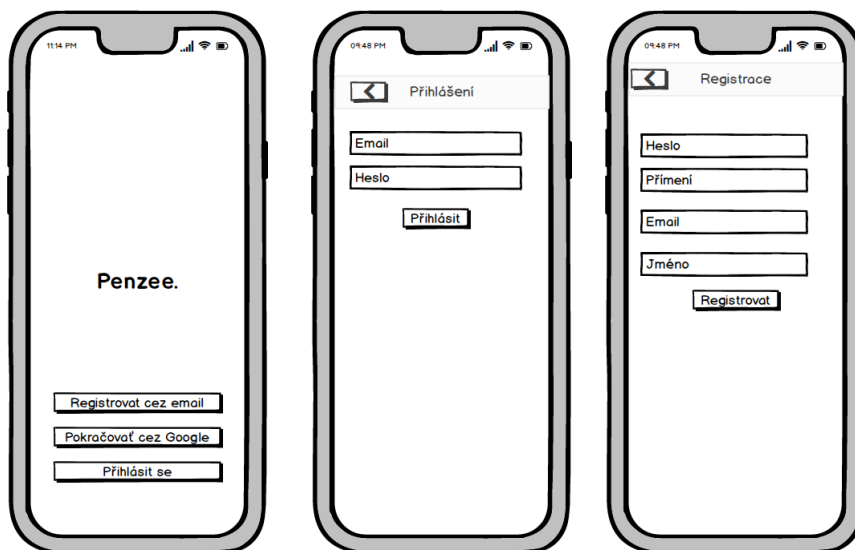 11:14 PM
Penzee.
Registrovat cez email
Pokračovať cez Google
Přihlásit se
09:48 PM
Přihlášení
Email
Heslo
Přihlásit
09:48 PM
Registrace
Heslo
Přímení
Email
Jméno
Registrovat